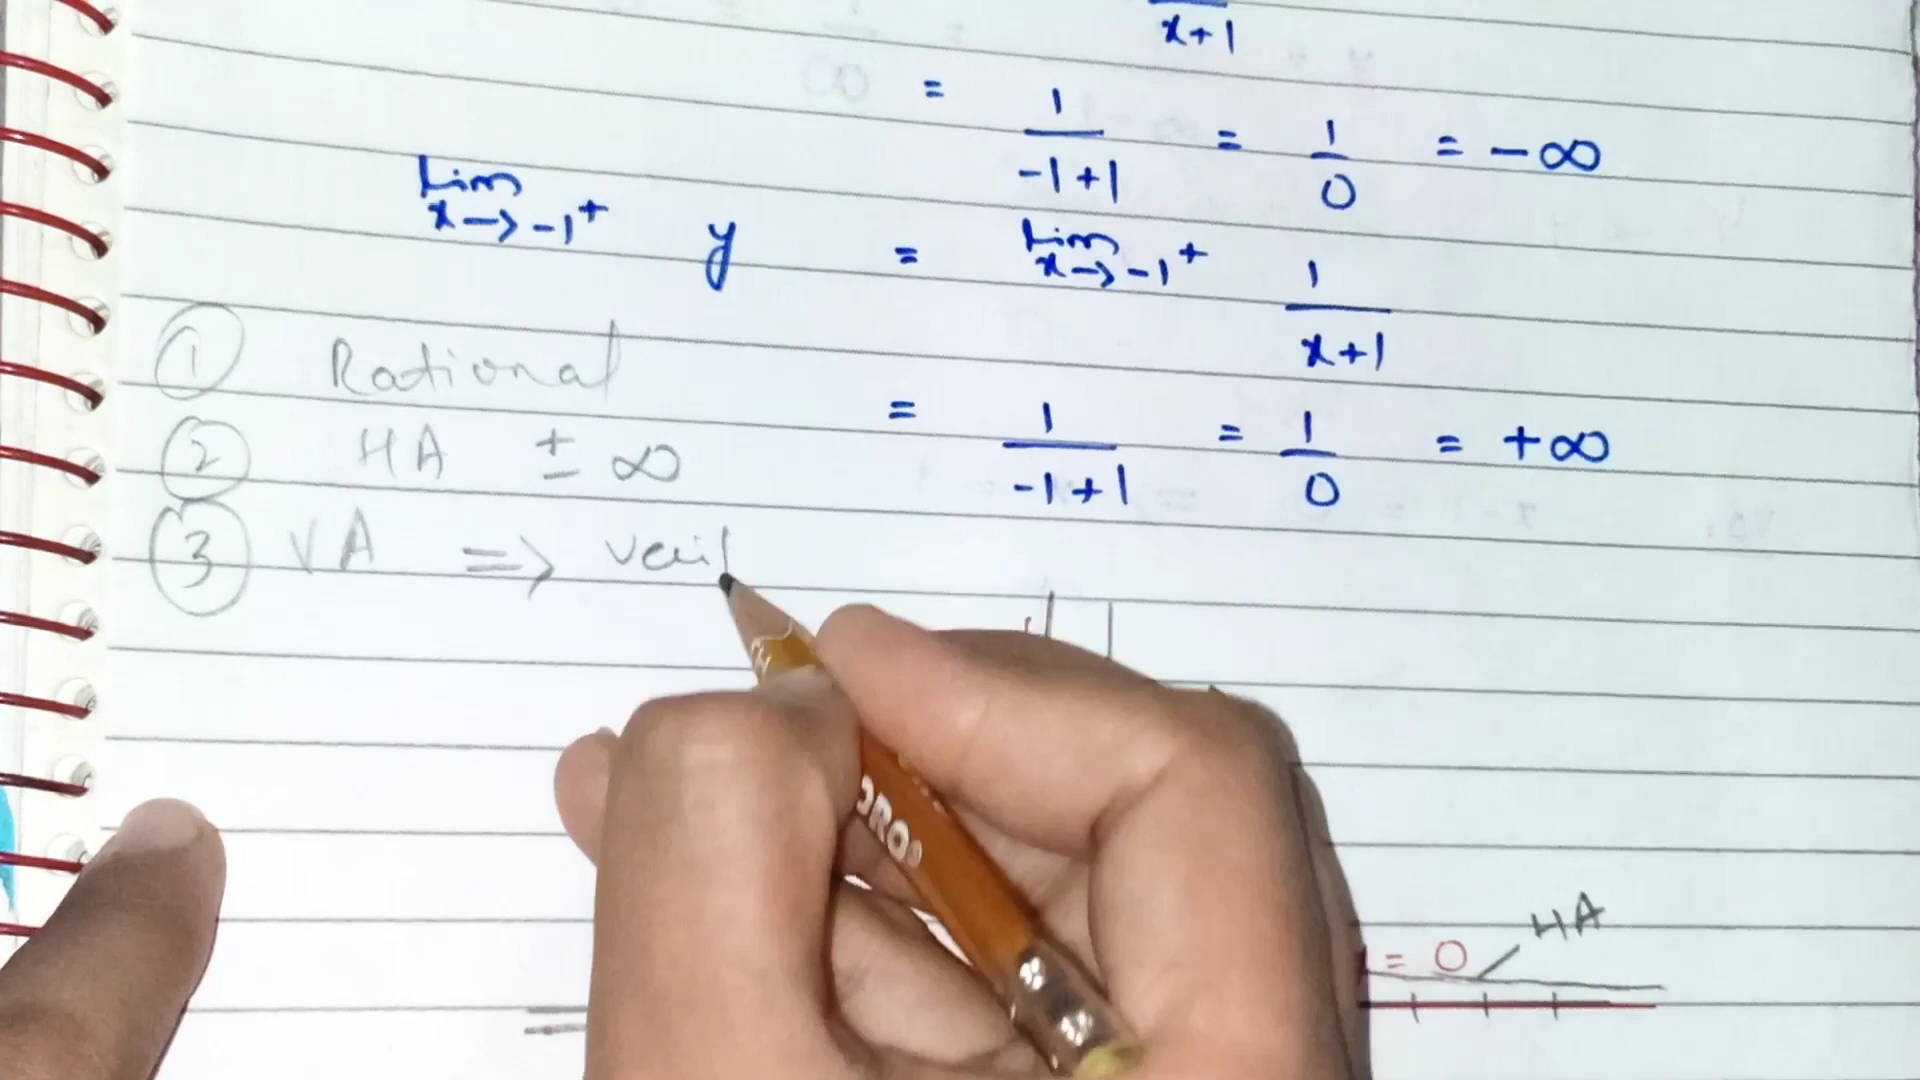 x+1
= 1/(-1+1) = 1/0 = -∞
lim x→-1⁺ y = lim x→-1⁺ 1/(x+1)
= 1/(-1+1) = 1/0 = +∞
① Rational
② HA ± ∞
③ VA ⇒
= 0 HA